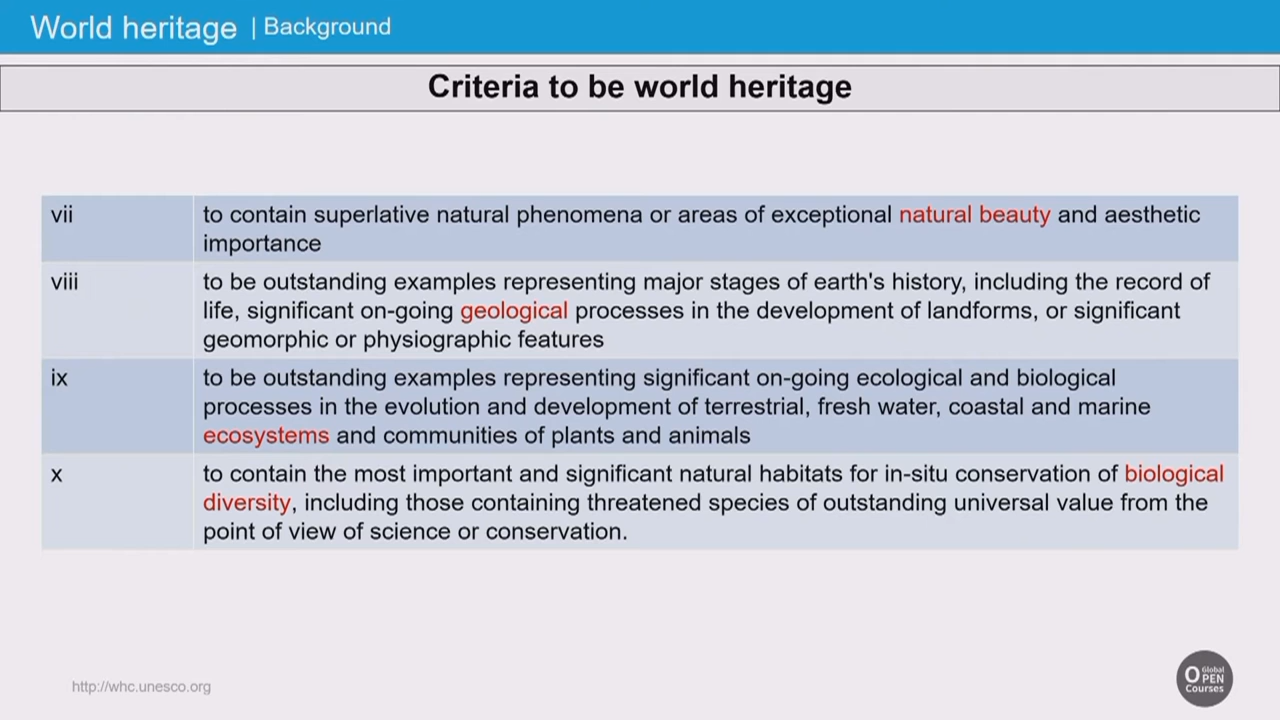 World heritage | Background
Criteria to be world heritage
vii
to contain superlative natural phenomena or areas of exceptional natural beauty and aesthetic
importance
viii
to be outstanding examples representing major stages of earth's history, including the record of
life, significant on-going geological processes in the development of landforms, or significant
geomorphic or physiographic features
ix
to be outstanding examples representing significant on-going ecological and biological
processes in the evolution and development of terrestrial, fresh water, coastal and marine
ecosystems and communities of plants and animals
x
to contain the most important and significant natural habitats for in-situ conservation of biological
diversity, including those containing threatened species of outstanding universal value from the
point of view of science or conservation.
http://whc.unesco.org
Global
OPEN
Courses